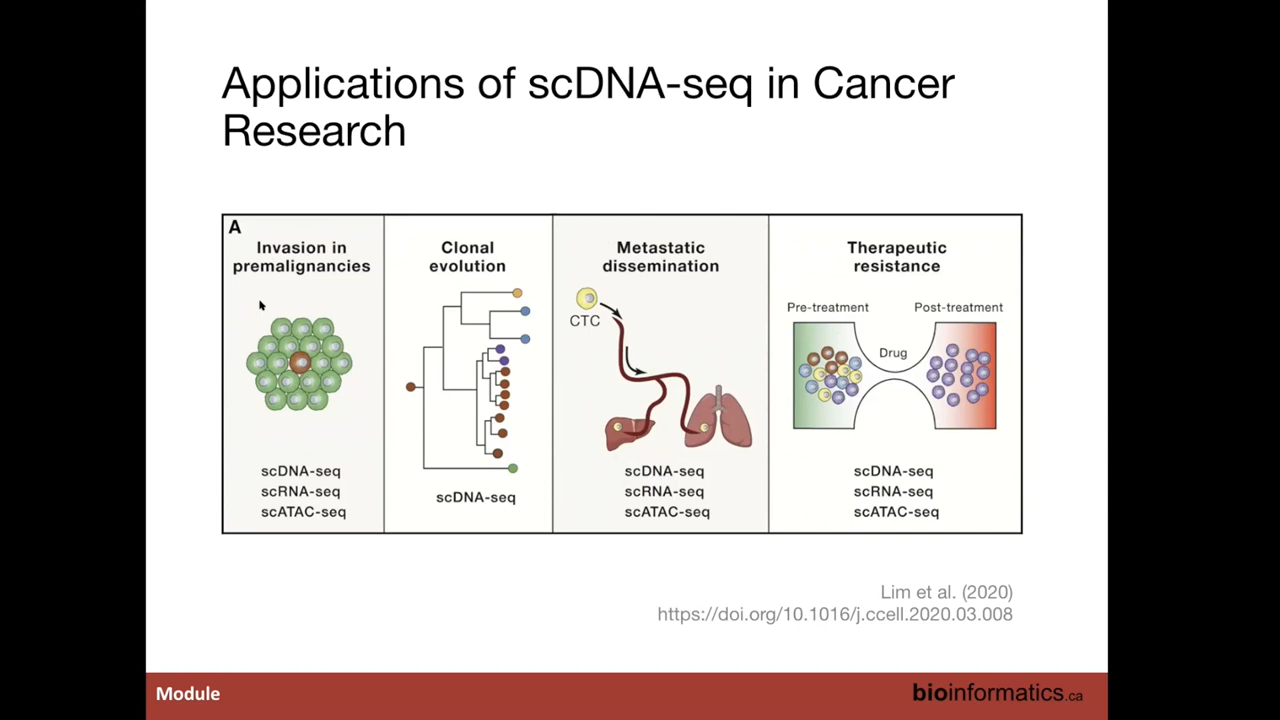 Applications of scDNA-seq in Cancer
Research
A
Invasion in
premalignancies
scDNA-seq
scRNA-seq
scATAC-seq
Clonal
evolution
scDNA-seq
Metastatic
dissemination
CTC
scDNA-seq
scRNA-seq
scATAC-seq
Therapeutic
resistance
Pre-treatment
Post-treatment
Drug
scDNA-seq
scRNA-seq
scATAC-seq
Lim et al. (2020)
https://doi.org/10.1016/j.ccell.2020.03.008
Module
bioinformatics.ca